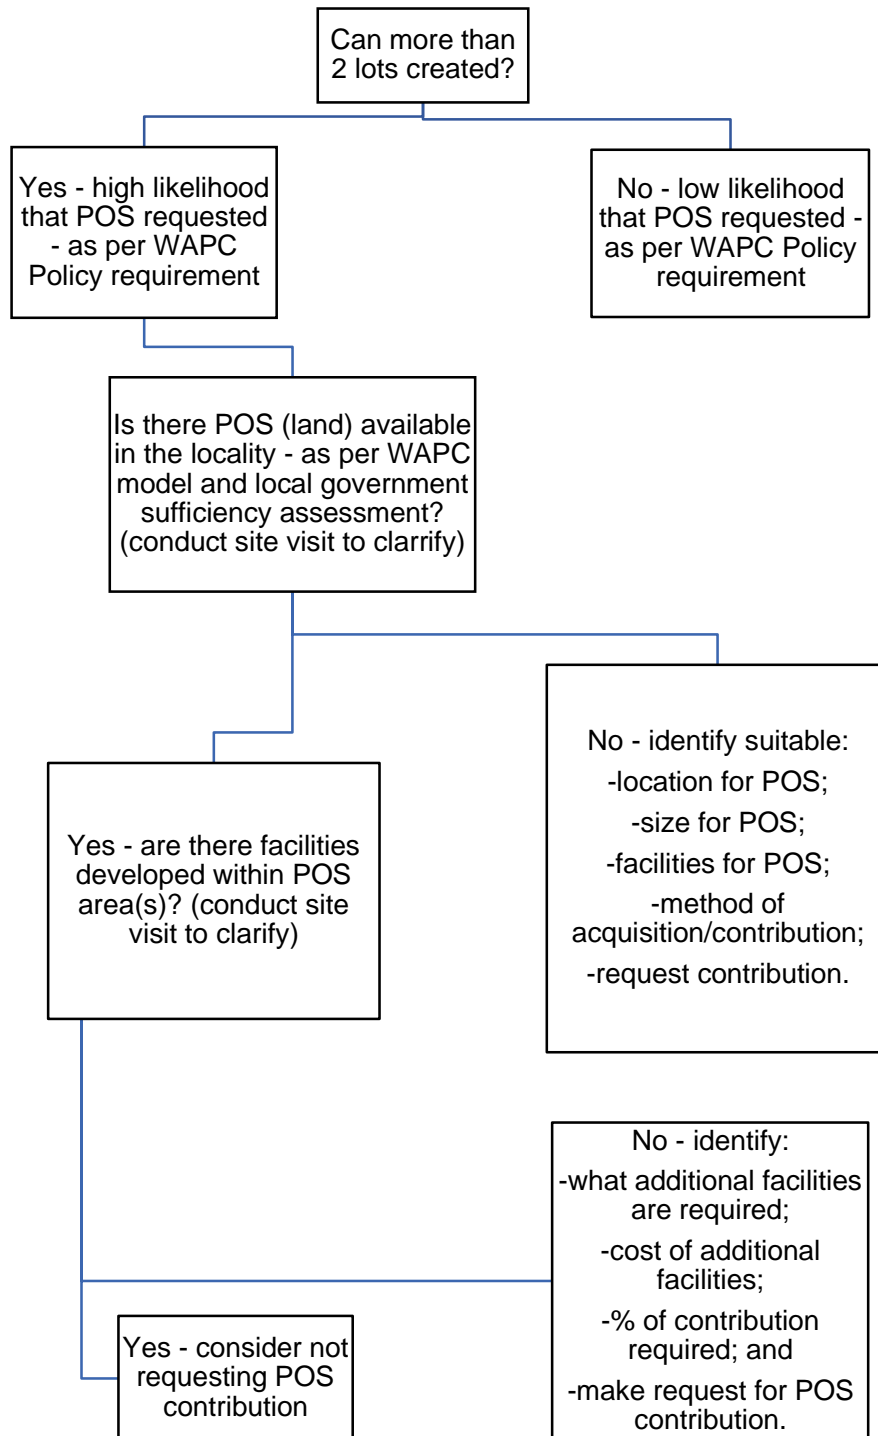 Can more than
2 lots created?
Yes - high likelihood
that POS requested
- as per WAPC
Policy requirement
No - low likelihood
that POS requested -
as per WAPC Policy
requirement
Is there POS (land) available
in the locality - as per WAPC
model and local government
sufficiency assessment?
(conduct site visit to clarrify)
Yes - are there facilities
developed within POS
area(s)? (conduct site
visit to clarify)
No - identify suitable:
-location for POS;
-size for POS;
-facilities for POS;
-method of
acquisition/contribution;
-request contribution.
No - identify:
-what additional facilities
are required;
-cost of additional
facilities;
-% of contribution
required; and
-make request for POS
contribution.
Yes - consider not
requesting POS
contribution